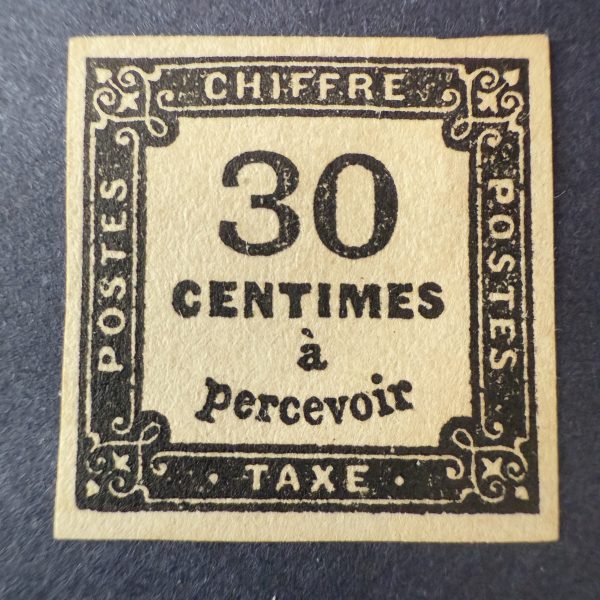 CHIFFRE
POSTES
30
CENTIMES
à
percevoir
POSTES
· TAXE ·